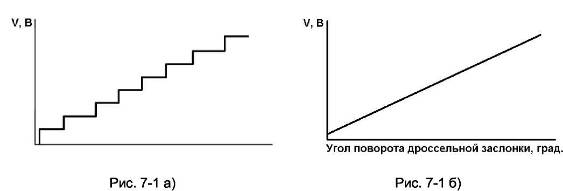 V, В
V, В
Угол поворота дроссельной заслонки, град.
Рис. 7-1 а)
Рис. 7-1 б)